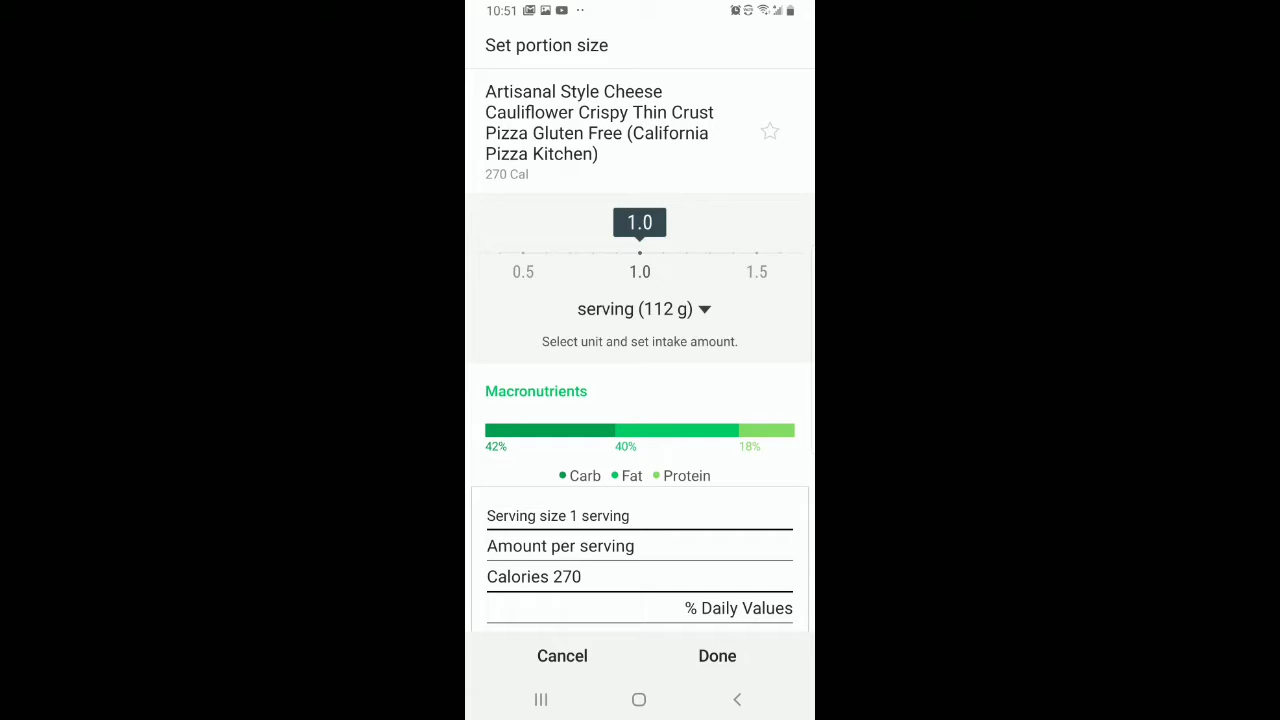 10:51
Set portion size
Artisanal Style Cheese
Cauliflower Crispy Thin Crust
Pizza Gluten Free (California
Pizza Kitchen)
270 Cal
1.0
0.5 1.0 1.5
serving (112 g)
Select unit and set intake amount.
Macronutrients
42% 40% 18%
Carb Fat Protein
Serving size 1 serving
Amount per serving
Calories 270
% Daily Values
Cancel Done